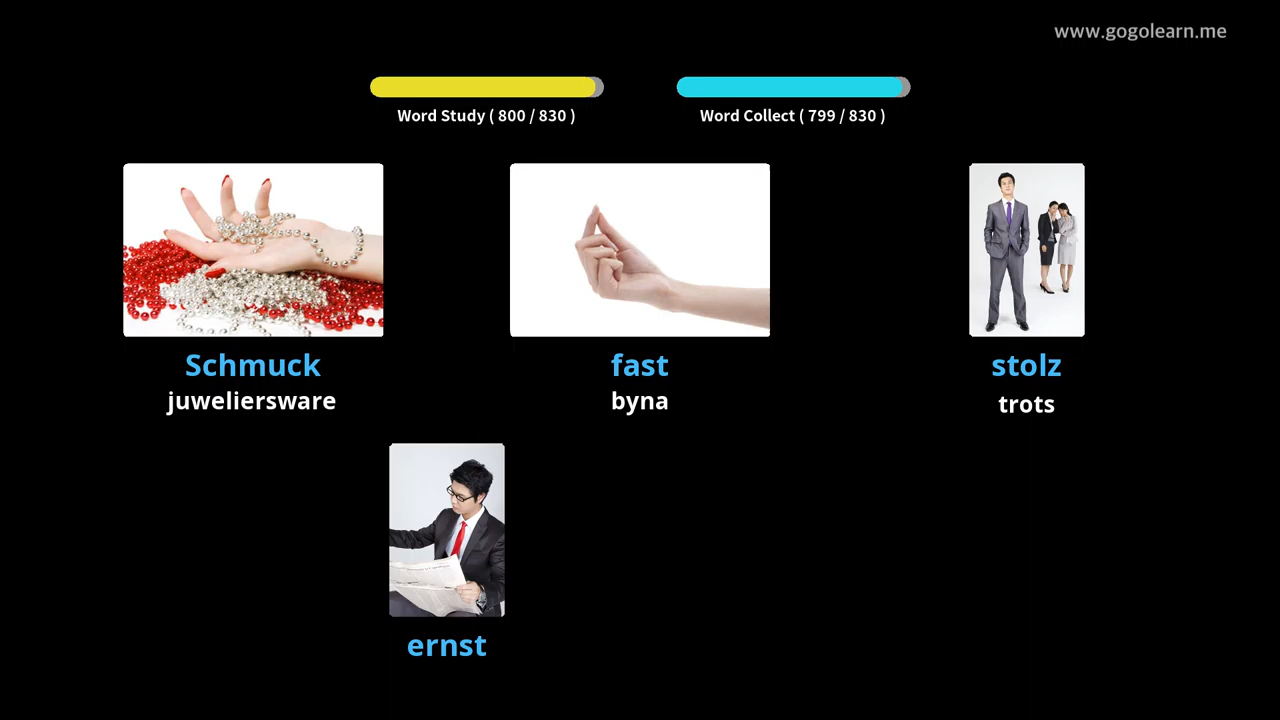 www.gogolearn.me
Word Study ( 800 / 830 )
Word Collect ( 799 / 830 )
Schmuck
juweliersware
fast
byna
stolz
trots
ernst